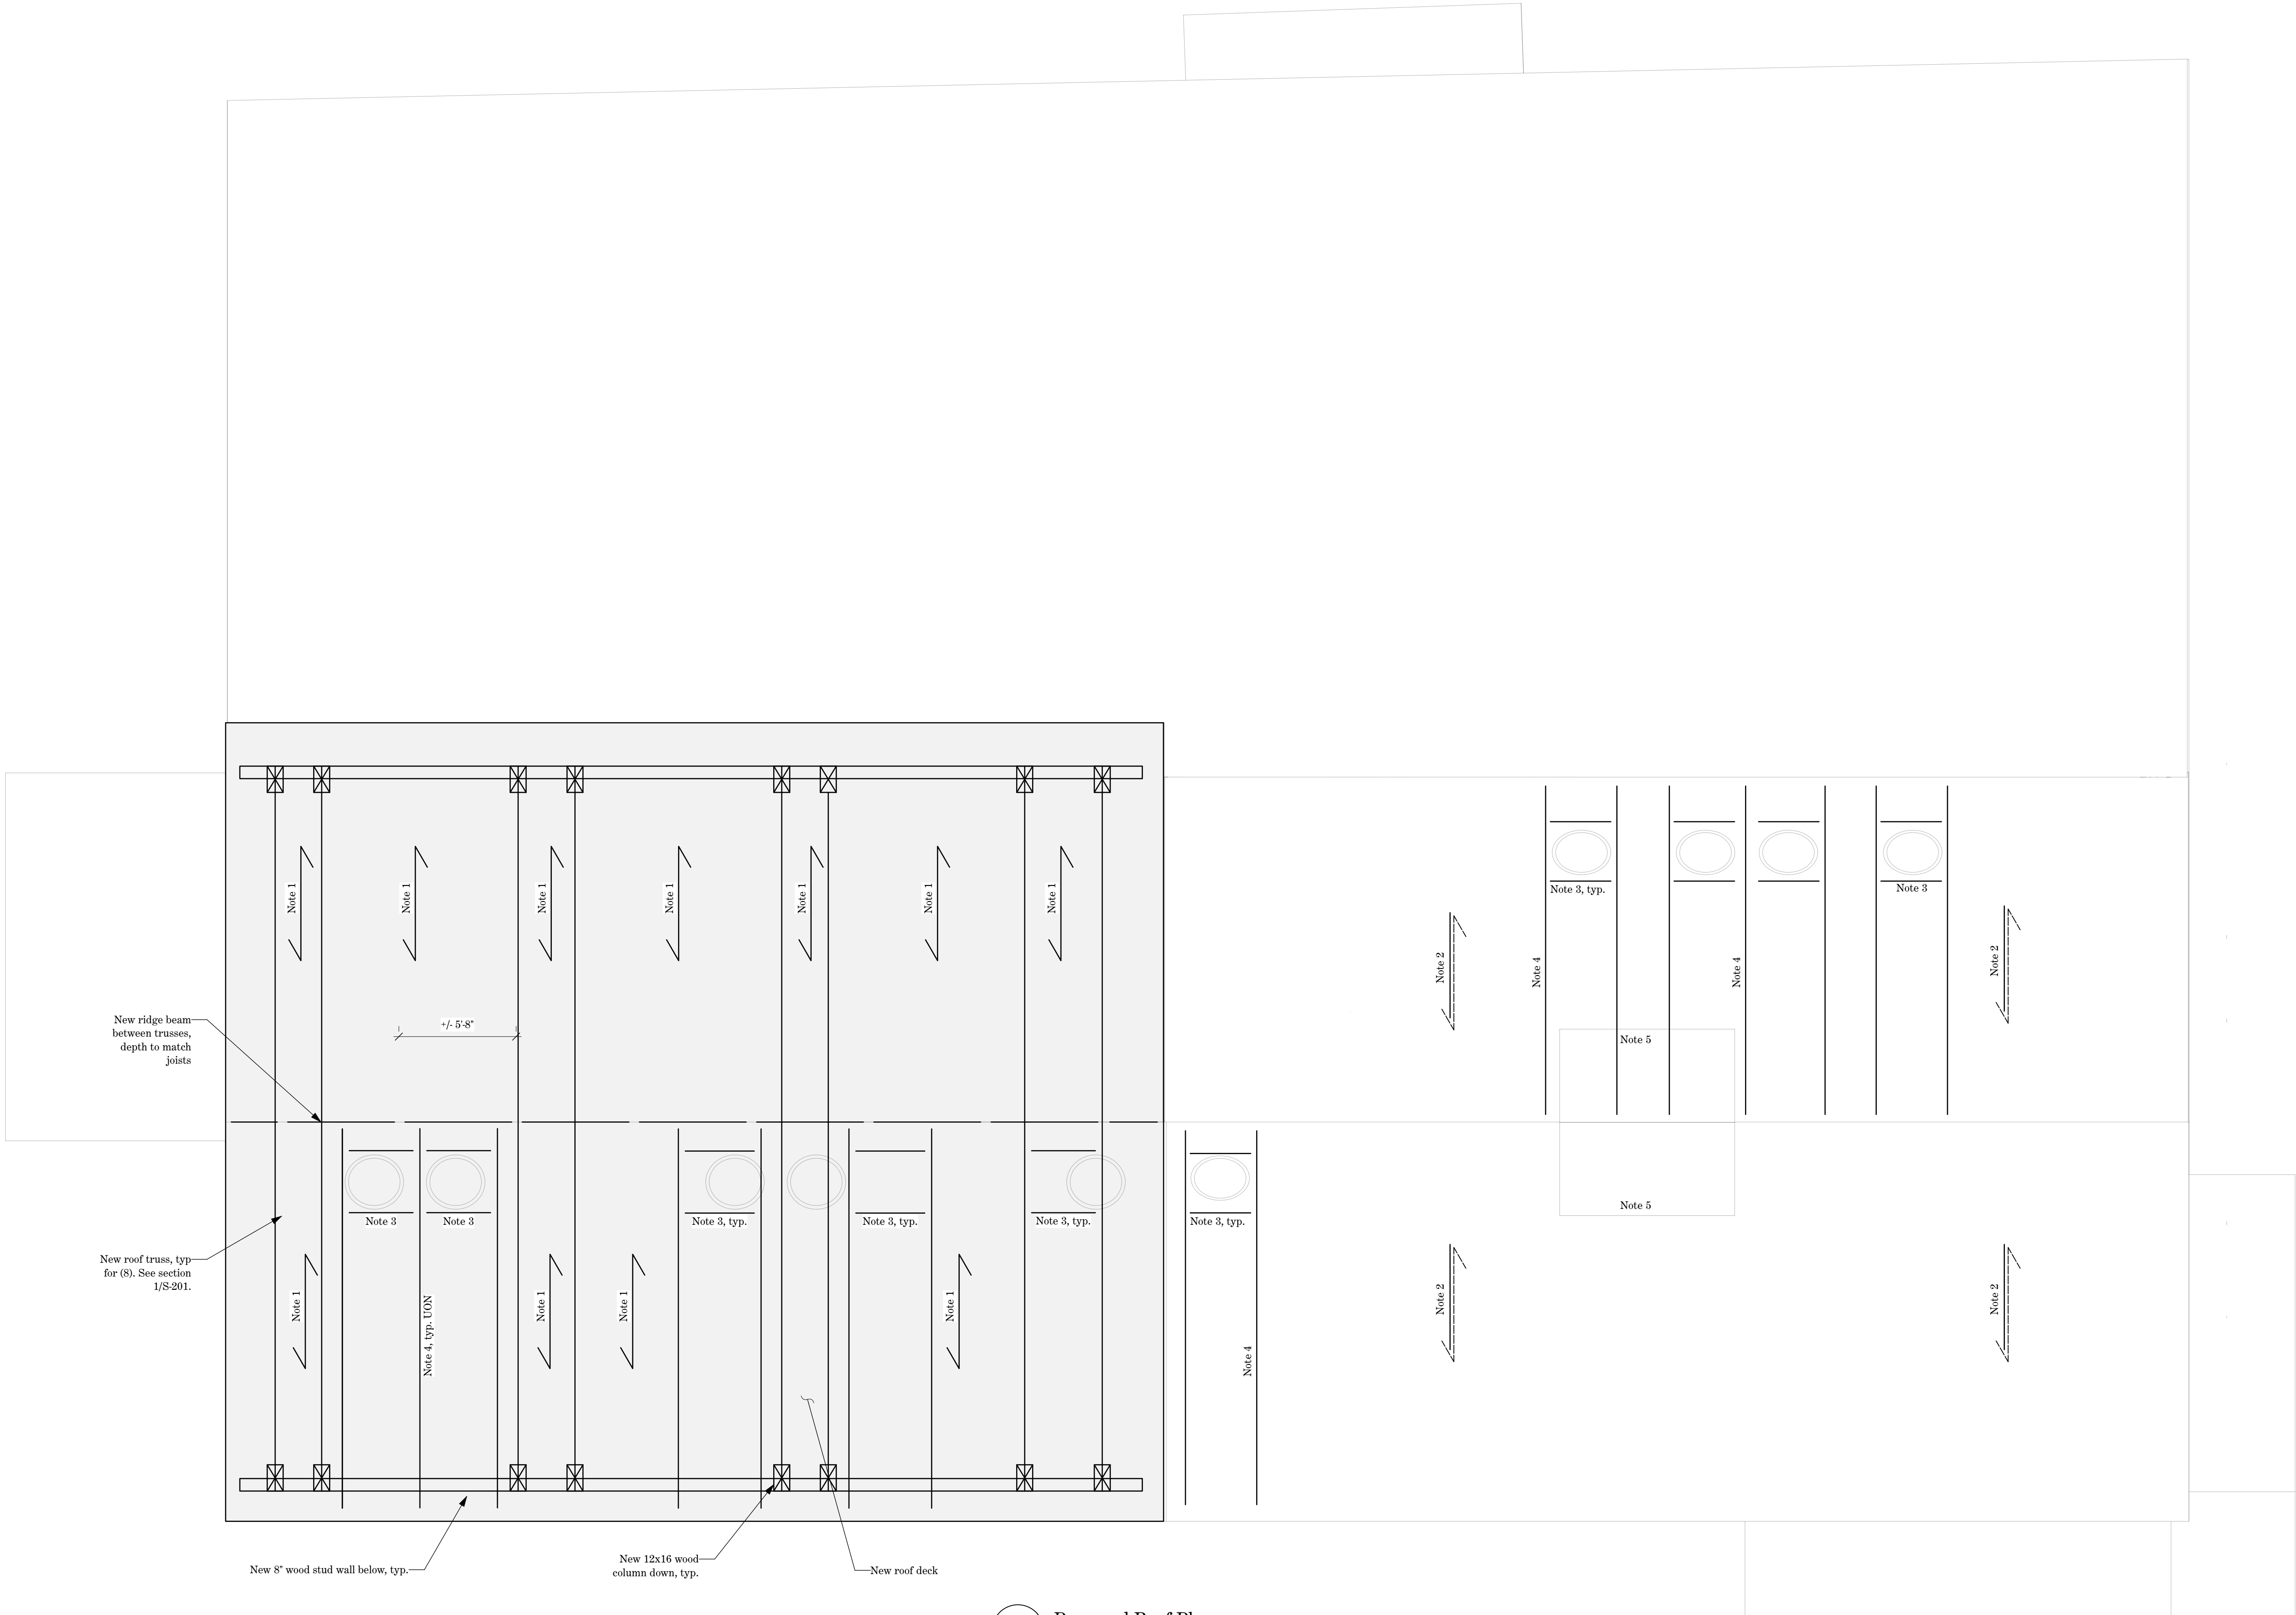 Note 1
Note 1
Note 1
Note 1
Note 1
Note 1
Note 1
Note 3, typ.
Note 3
Note 2
Note 4
Note 4
Note 2
New ridge beam
between trusses,
depth to match
joists
+/- 5'-8"
Note 5
Note 5
Note 3
Note 3
Note 3, typ.
Note 3, typ.
Note 3, typ.
Note 3, typ.
New roof truss, typ
for (8). See section
1/S-201.
Note 1
Note 4, typ. UON
Note 1
Note 1
Note 1
Note 4
Note 2
Note 2
New 8" wood stud wall below, typ.
New 12x16 wood
column down, typ.
New roof deck